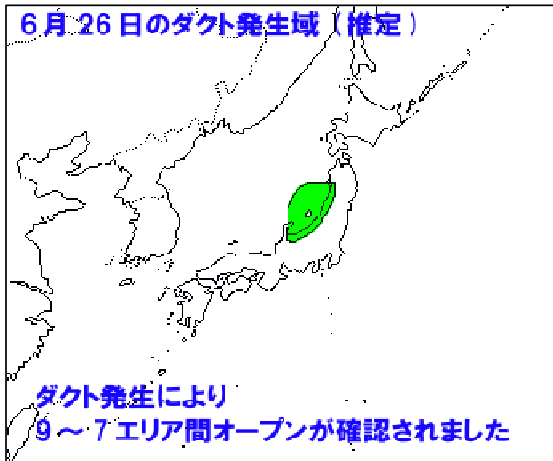 6月26日のダクト発生域（推定）
ダクト発生により
9～7エリア間オープンが確認されました